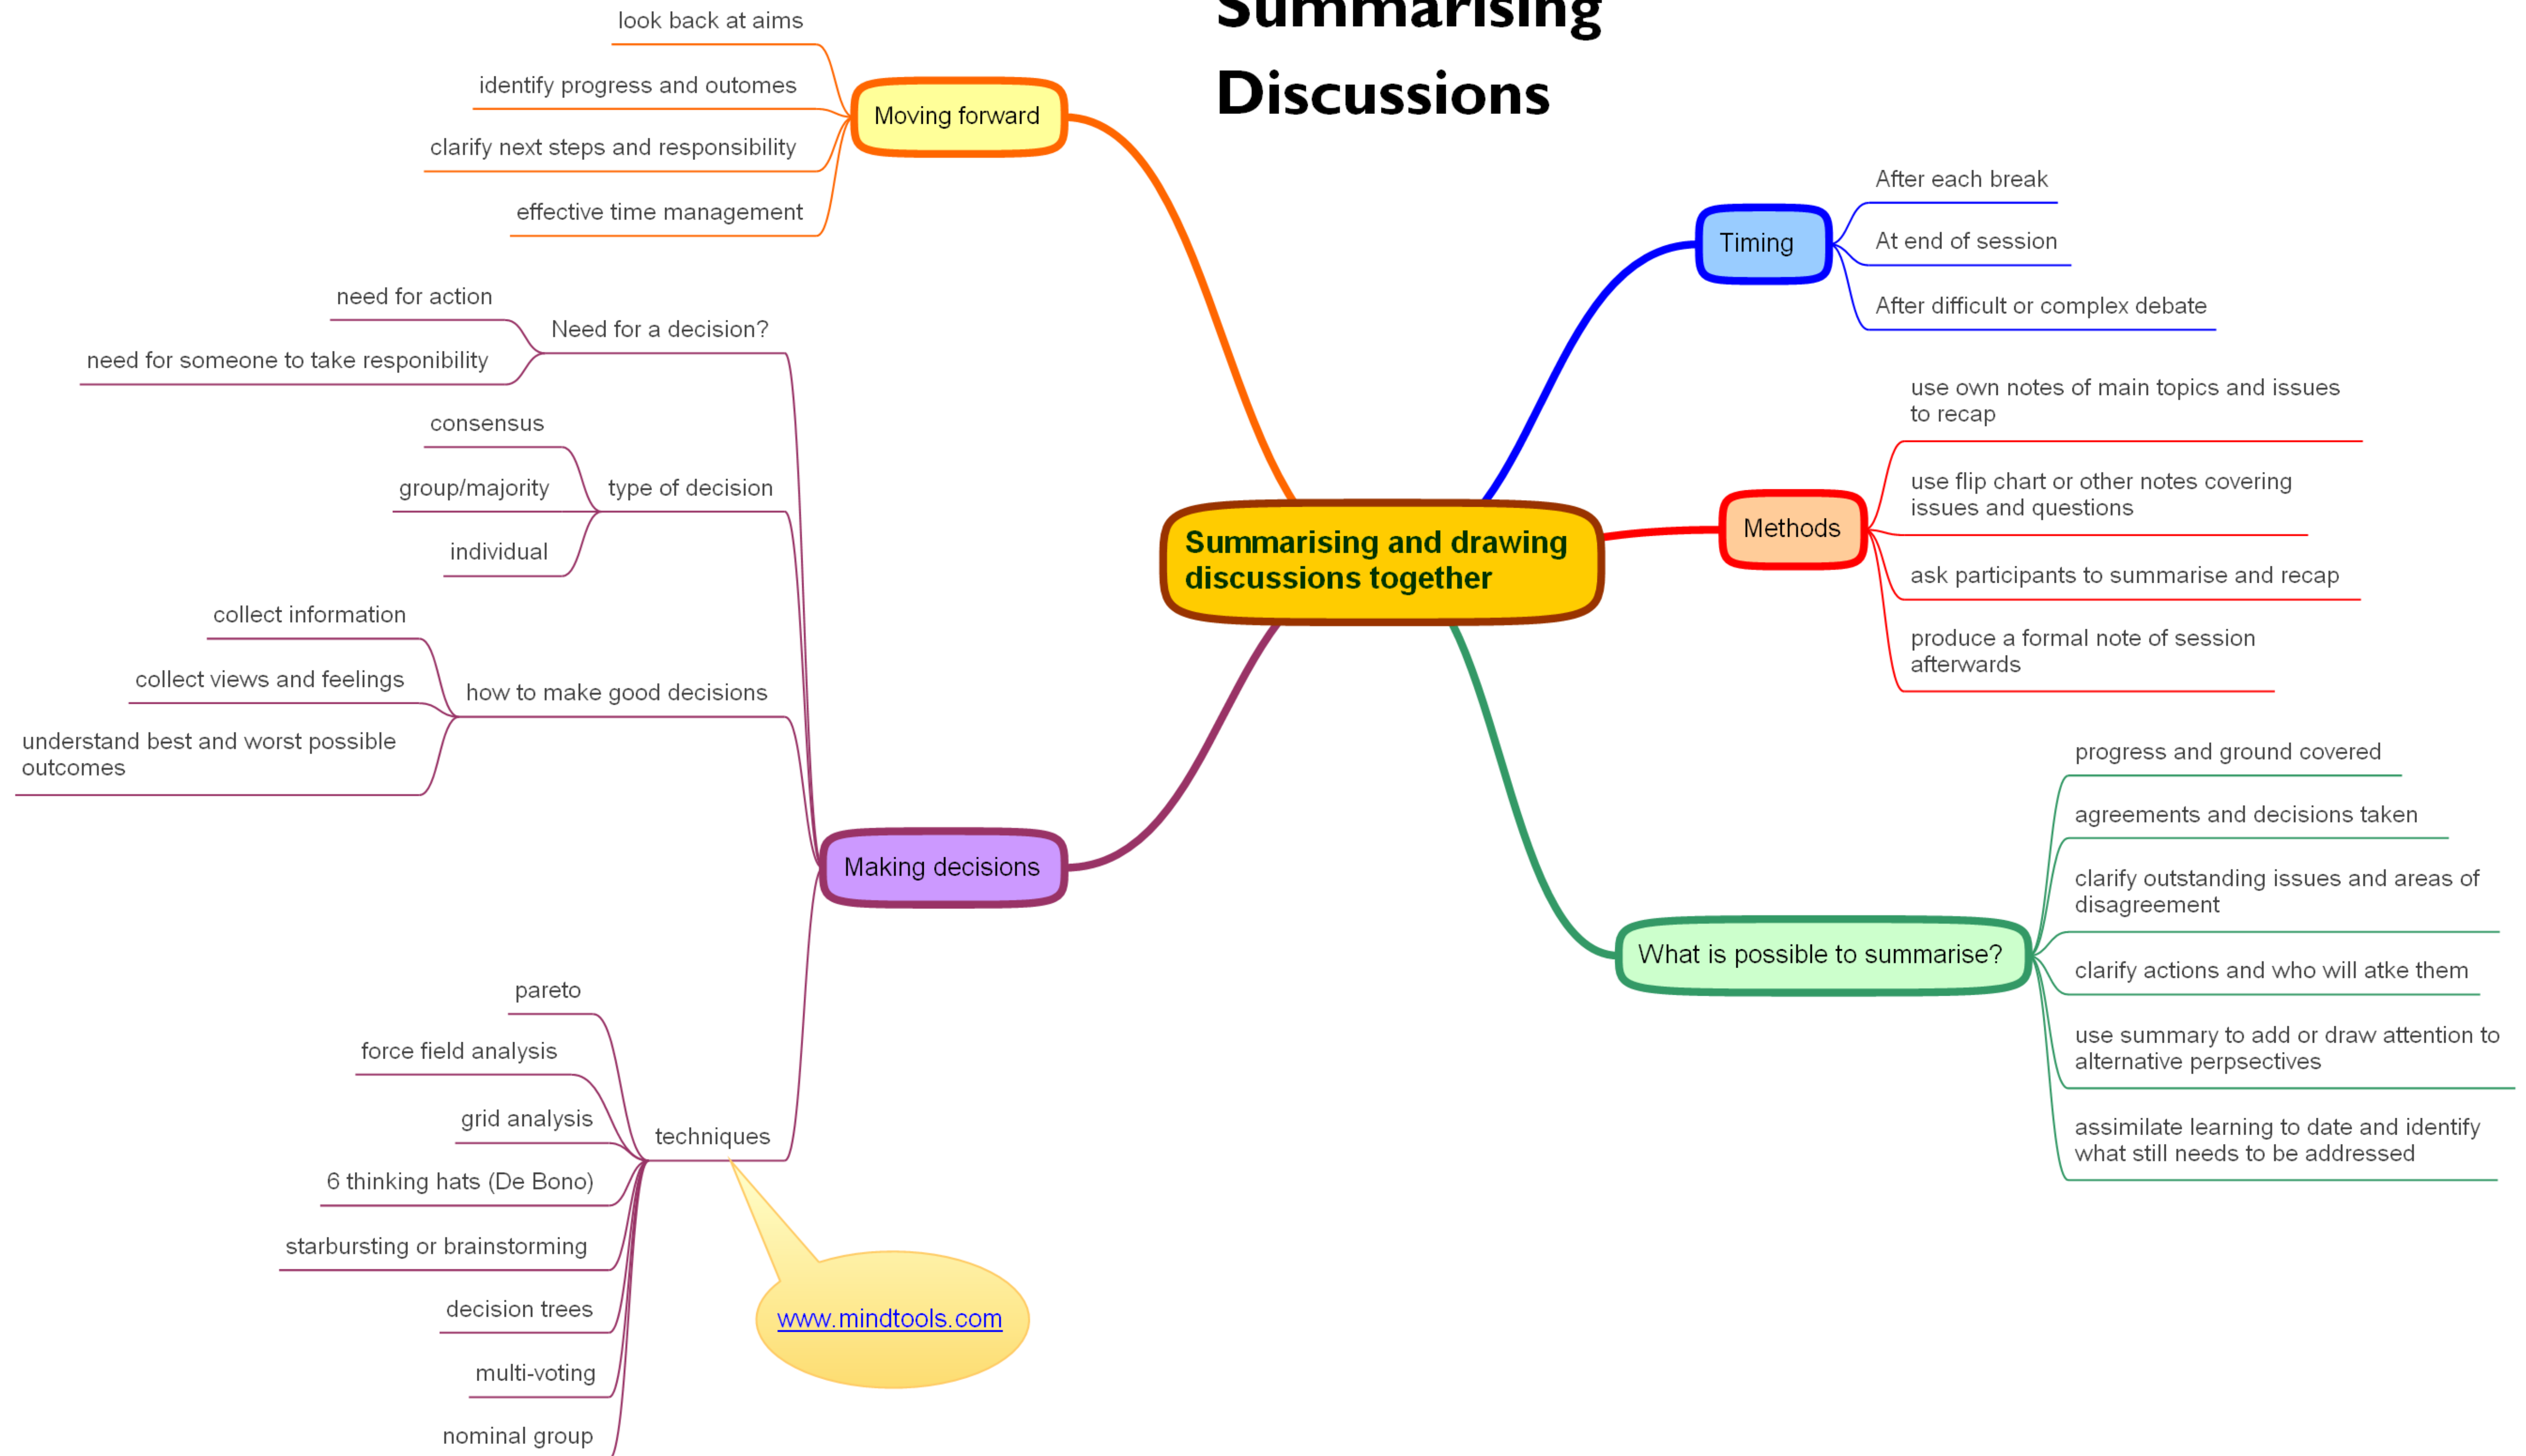 Summarising
Discussions
look back at aims
identify progress and outomes
clarify next steps and responsibility
effective time management
Moving forward
Timing
After each break
At end of session
After difficult or complex debate
need for action
need for someone to take responibility
Need for a decision?
consensus
group/majority
individual
type of decision
collect information
collect views and feelings
understand best and worst possible
outcomes
how to make good decisions
Making decisions
Summarising and drawing
discussions together
Methods
use own notes of main topics and issues
to recap
use flip chart or other notes covering
issues and questions
ask participants to summarise and recap
produce a formal note of session
afterwards
What is possible to summarise?
progress and ground covered
agreements and decisions taken
clarify outstanding issues and areas of
disagreement
clarify actions and who will atke them
use summary to add or draw attention to
alternative perpsectives
assimilate learning to date and identify
what still needs to be addressed
pareto
force field analysis
grid analysis
6 thinking hats (De Bono)
starbursting or brainstorming
decision trees
multi-voting
nominal group
techniques
www.mindtools.com